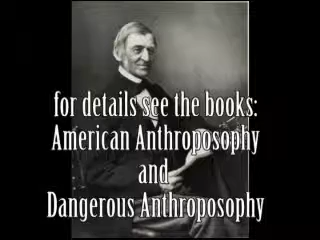 for details see the books:
American Anthroposophy
and
Dangerous Anthroposophy